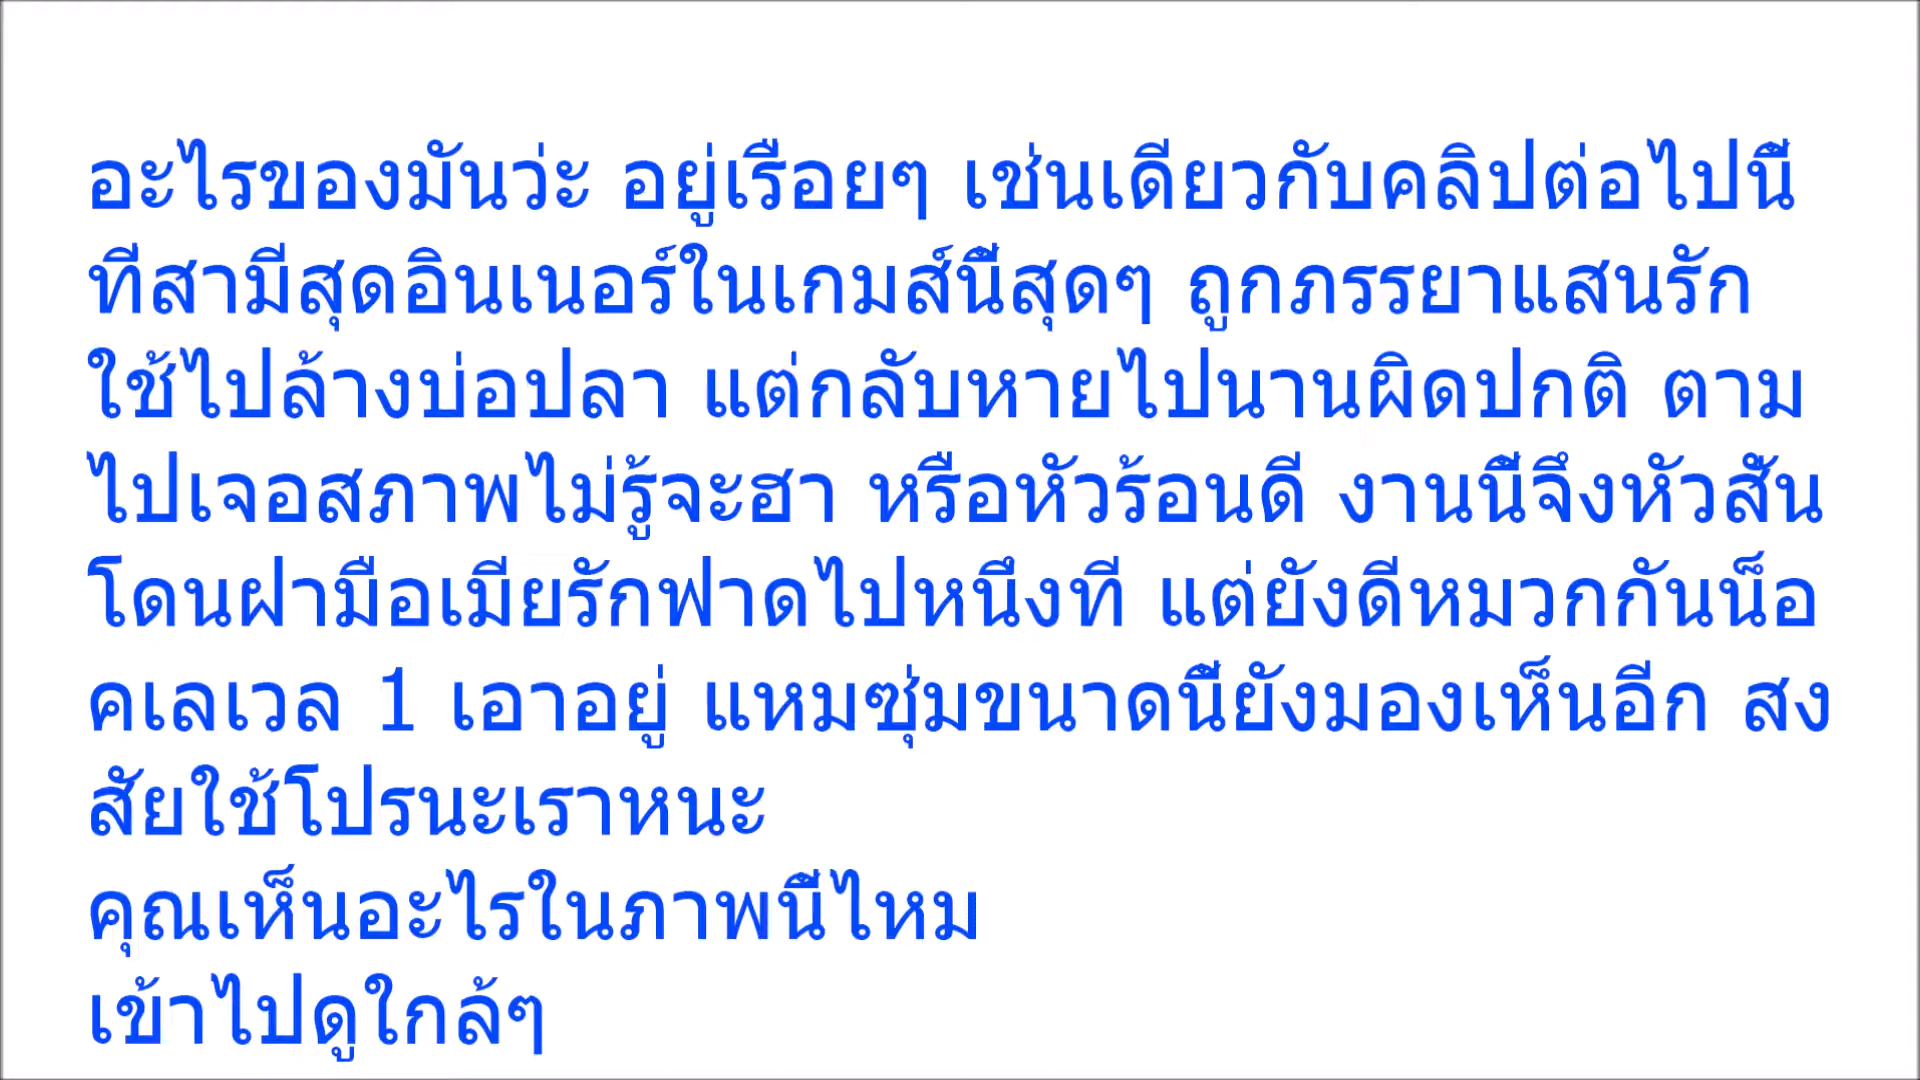 อะไรของมันว่ะ อยู่เรื่อยๆ เช่นเดียวกับคลิปต่อไปนี้
ที่สามีสุดอินเนอร์ในเกมส์นี้สุดๆ ถูกภรรยาแสนรัก
ใช้ไปล้างบ่อปลา แต่กลับหายไปนานผิดปกติ ตาม
ไปเจอสภาพไม่รู้จะฮา หรือหัวร้อนดี งานนี้จึงหัวสั่น
โดนฝามือเมียรักฟาดไปหนึ่งที แต่ยังดีหมวกกันน็อ
คเลเวล 1 เอาอยู่ แหมซุ่มขนาดนี้ยังมองเห็นอีก สง
สัยใช้โปรนะเราหนะ
คุณเห็นอะไรในภาพนี้ไหม
เข้าไปดูใกล้ๆ